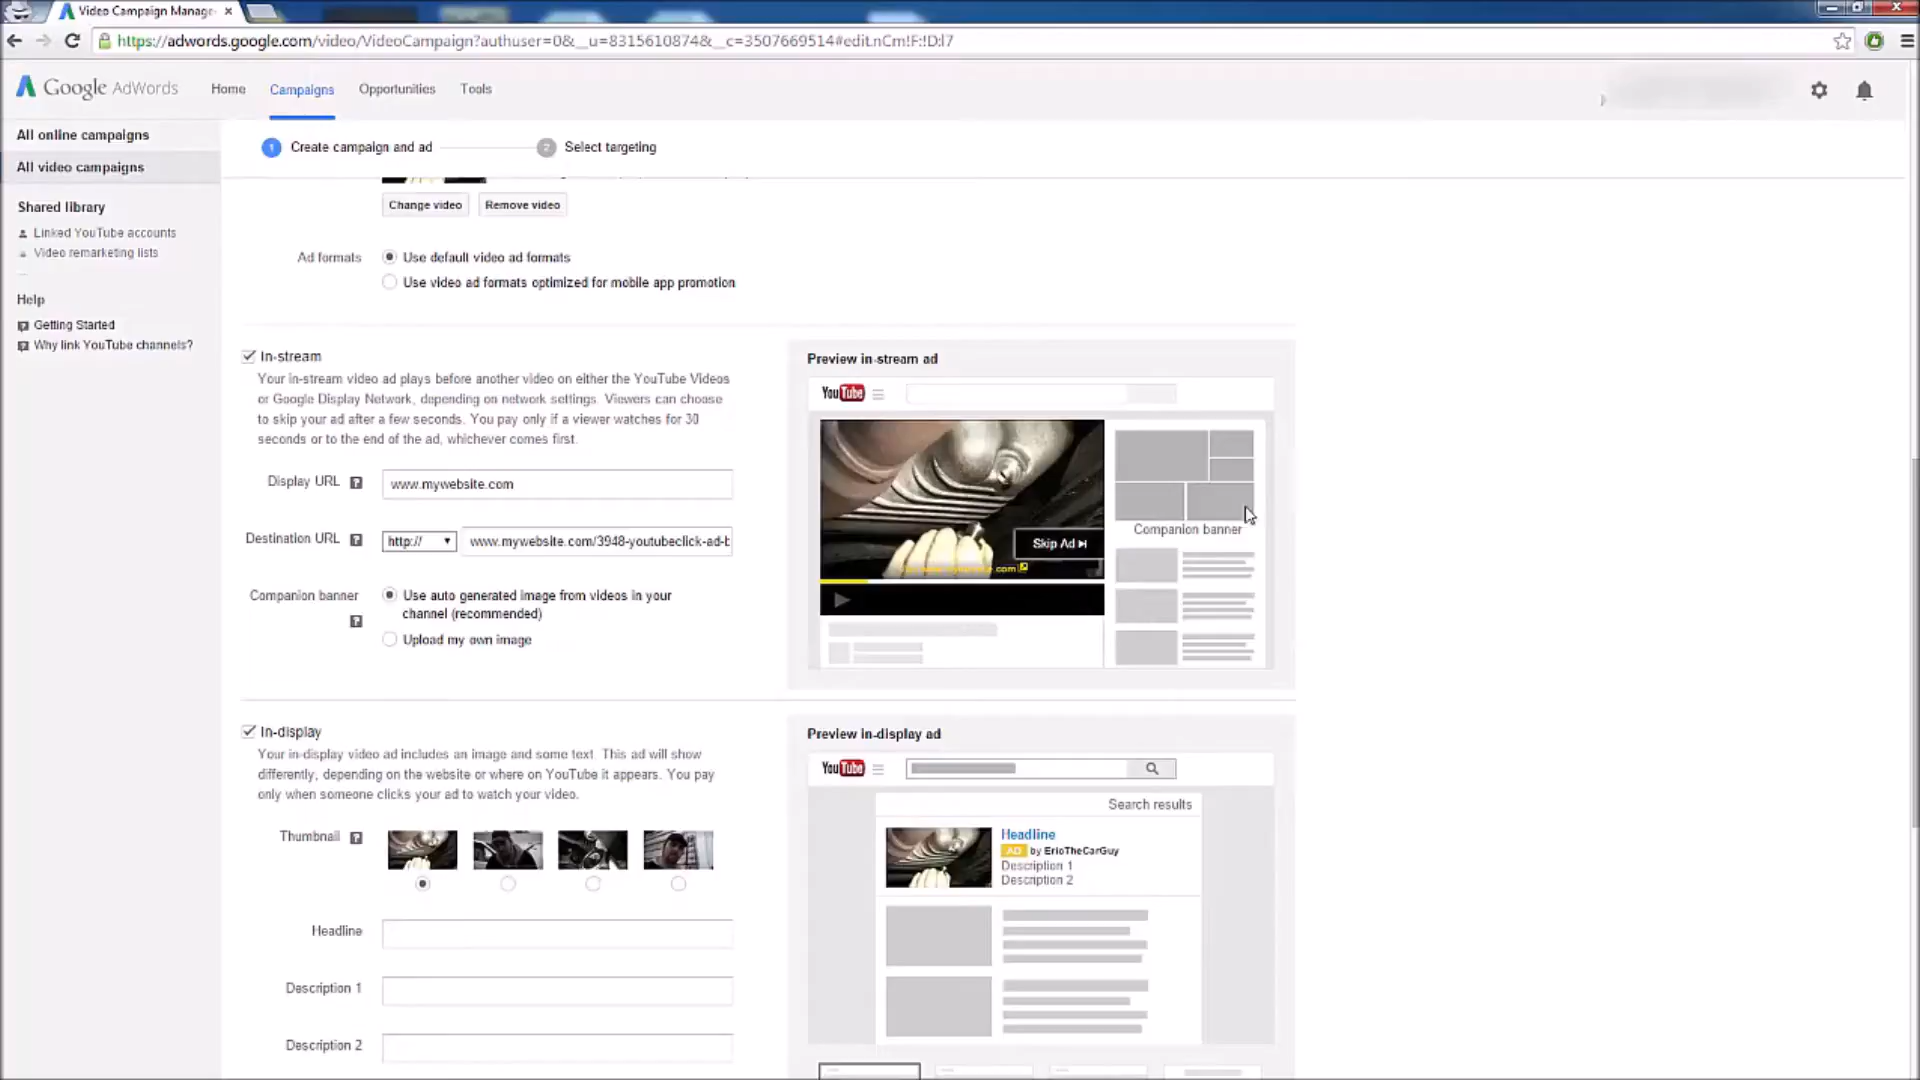 Video Campaign Manage
https://adwords.google.com/video/VideoCampaign?authuser=0&__u=8315610874&__c=3507669514#edit.nCm!F:!D:l7
Google AdWords
Home
Campaigns
Opportunities
Tools
All online campaigns
All video campaigns
Shared library
Linked YouTube accounts
Video remarketing lists
Help
Getting Started
Why link YouTube channels?
1 Create campaign and ad
2 Select targeting
Change video
Remove video
Ad formats
Use default video ad formats
Use video ad formats optimized for mobile app promotion
In-stream
Your in-stream video ad plays before another video on either the YouTube Videos
or Google Display Network, depending on network settings. Viewers can choose
to skip your ad after a few seconds. You pay only if a viewer watches for 30
seconds or to the end of the ad, whichever comes first.
Display URL ?
www.mywebsite.com
Destination URL ?
http://
www.mywebsite.com/3948-youtubeclick-ad-b
Companion banner
?
Use auto generated image from videos in your
channel (recommended)
Upload my own image
Preview in-stream ad
YouTube
Skip Ad
Companion banner
In-display
Your in-display video ad includes an image and some text. This ad will show
differently, depending on the website or where on YouTube it appears. You pay
only when someone clicks your ad to watch your video.
Thumbnail ?
Headline
Description 1
Description 2
Preview in-display ad
YouTube
Search results
Headline
AD by EricTheCarGuy
Description 1
Description 2